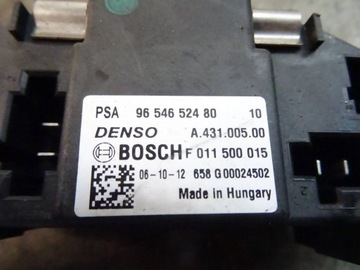 PSA 96 546 524 80 10
DENSO A.431.005.00
BOSCH F 011 500 015
06-10-12 658 G00024502
Made in Hungary